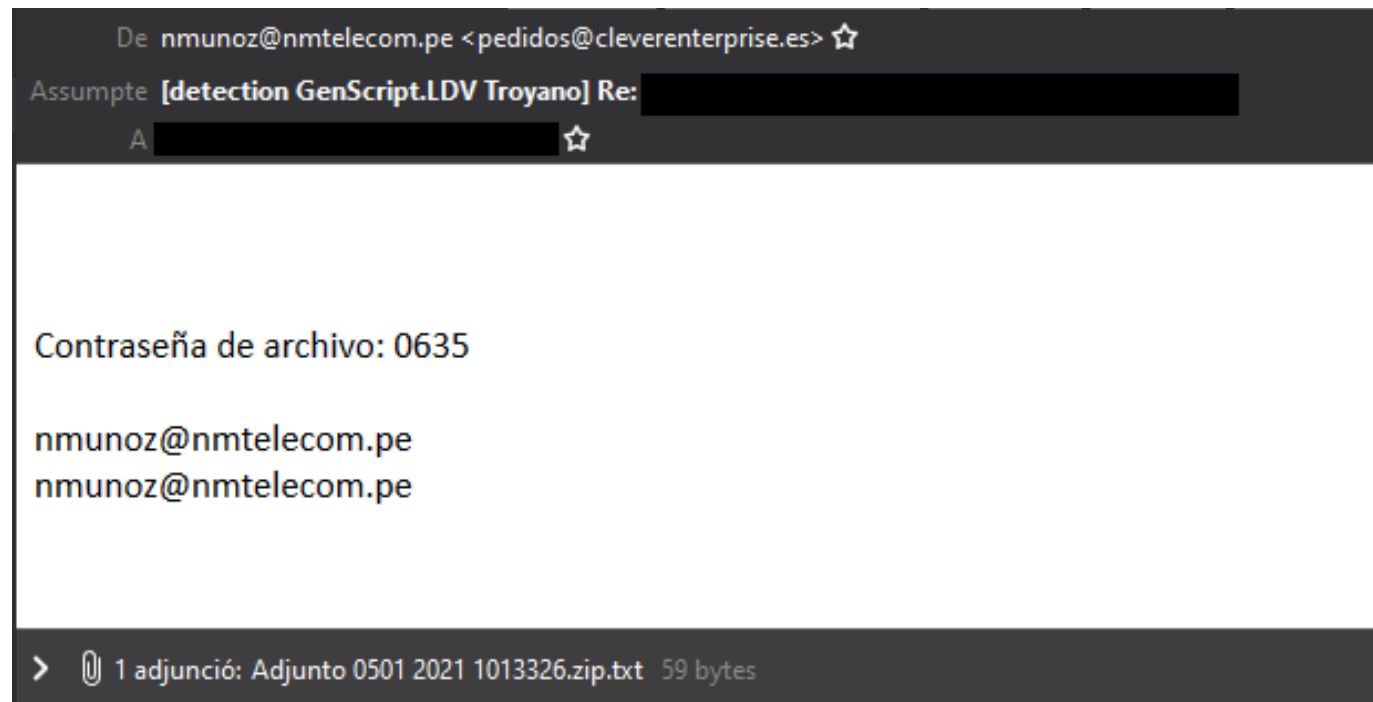 De nmunoz@nmtelecom.pe <pedidos@cleverenterprise.es>
Assumpte [detection GenScript.LDV Troyano] Re:
A
Contraseña de archivo: 0635
nmunoz@nmtelecom.pe
nmunoz@nmtelecom.pe
1 adjunció: Adjunto 0501 2021 1013326.zip.txt 59 bytes